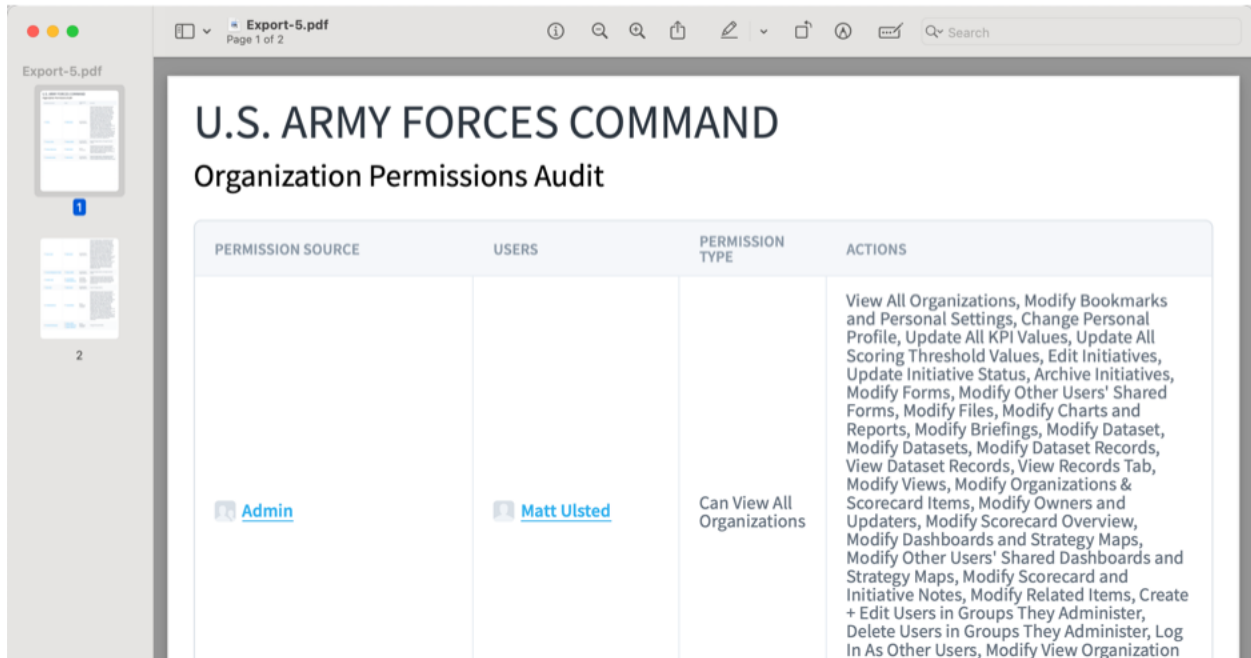 Export-5.pdf
Page 1 of 2
Search
Export-5.pdf
1
2
U.S. ARMY FORCES COMMAND
Organization Permissions Audit
PERMISSION SOURCE
USERS
PERMISSION
TYPE
ACTIONS
Admin
Matt Ulsted
Can View All
Organizations
View All Organizations, Modify Bookmarks
and Personal Settings, Change Personal
Profile, Update All KPI Values, Update All
Scoring Threshold Values, Edit Initiatives,
Update Initiative Status, Archive Initiatives,
Modify Forms, Modify Other Users' Shared
Forms, Modify Files, Modify Charts and
Reports, Modify Briefings, Modify Dataset,
Modify Datasets, Modify Dataset Records,
View Dataset Records, View Records Tab,
Modify Views, Modify Organizations &
Scorecard Items, Modify Owners and
Updaters, Modify Scorecard Overview,
Modify Dashboards and Strategy Maps,
Modify Other Users' Shared Dashboards and
Strategy Maps, Modify Scorecard and
Initiative Notes, Modify Related Items, Create
+ Edit Users in Groups They Administer,
Delete Users in Groups They Administer, Log
In As Other Users, Modify View Organization